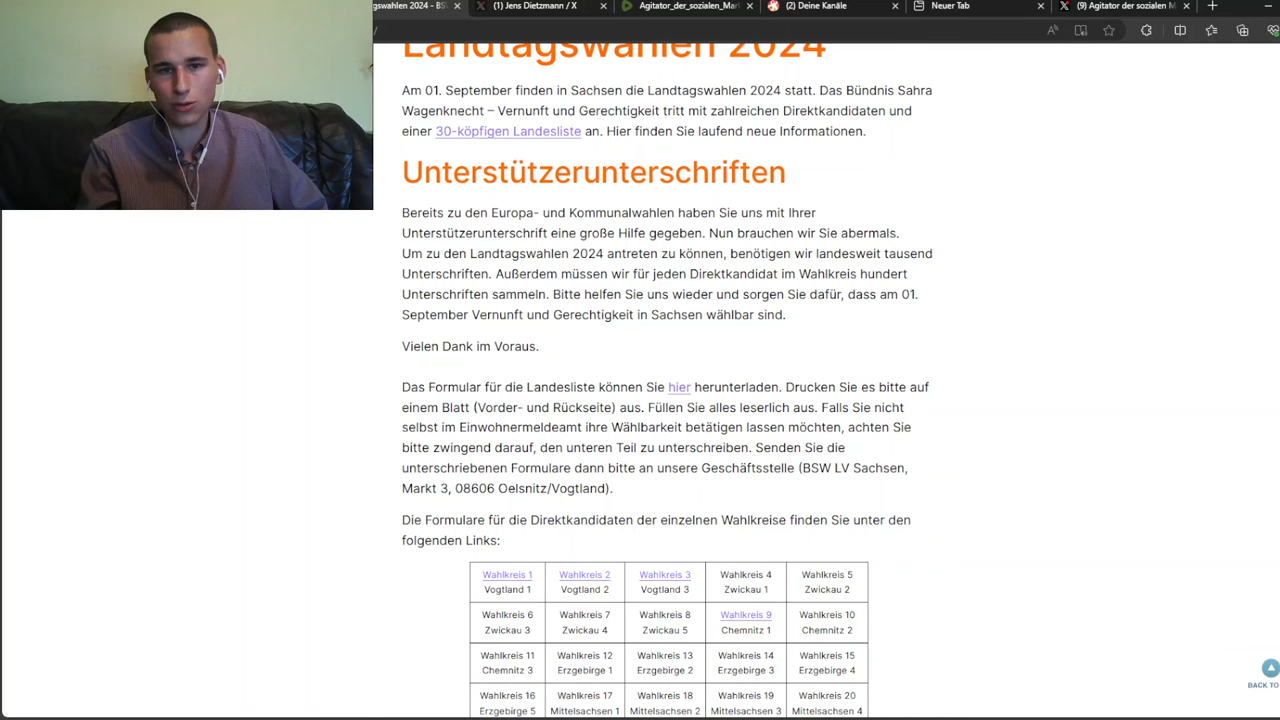 gswahlen 2024 - BS
(1) Jens Dietzmann / X
Agitator_der_sozialen_Mar
(2) Deine Kanäle
Neuer Tab
(9) Agitator der sozialen M
Landtagswahlen 2024
Am 01. September finden in Sachsen die Landtagswahlen 2024 statt. Das Bündnis Sahra
Wagenknecht – Vernunft und Gerechtigkeit tritt mit zahlreichen Direktkandidaten und
einer 30-köpfigen Landesliste an. Hier finden Sie laufend neue Informationen.
Unterstützerunterschriften
Bereits zu den Europa- und Kommunalwahlen haben Sie uns mit Ihrer
Unterstützerunterschrift eine große Hilfe gegeben. Nun brauchen wir Sie abermals.
Um zu den Landtagswahlen 2024 antreten zu können, benötigen wir landesweit tausend
Unterschriften. Außerdem müssen wir für jeden Direktkandidat im Wahlkreis hundert
Unterschriften sammeln. Bitte helfen Sie uns wieder und sorgen Sie dafür, dass am 01.
September Vernunft und Gerechtigkeit in Sachsen wählbar sind.
Vielen Dank im Voraus.
Das Formular für die Landesliste können Sie hier herunterladen. Drucken Sie es bitte auf
einem Blatt (Vorder- und Rückseite) aus. Füllen Sie alles leserlich aus. Falls Sie nicht
selbst im Einwohnermeldeamt ihre Wählbarkeit betätigen lassen möchten, achten Sie
bitte zwingend darauf, den unteren Teil zu unterschreiben. Senden Sie die
unterschriebenen Formulare dann bitte an unsere Geschäftsstelle (BSW LV Sachsen,
Markt 3, 08606 Oelsnitz/Vogtland).
Die Formulare für die Direktkandidaten der einzelnen Wahlkreise finden Sie unter den
folgenden Links:
Wahlkreis 1 Wahlkreis 2 Wahlkreis 3 Wahlkreis 4 Wahlkreis 5
Vogtland 1 Vogtland 2 Vogtland 3 Zwickau 1 Zwickau 2
Wahlkreis 6 Wahlkreis 7 Wahlkreis 8 Wahlkreis 9 Wahlkreis 10
Zwickau 3 Zwickau 4 Zwickau 5 Chemnitz 1 Chemnitz 2
Wahlkreis 11 Wahlkreis 12 Wahlkreis 13 Wahlkreis 14 Wahlkreis 15
Chemnitz 3 Erzgebirge 1 Erzgebirge 2 Erzgebirge 3 Erzgebirge 4
Wahlkreis 16 Wahlkreis 17 Wahlkreis 18 Wahlkreis 19 Wahlkreis 20
Erzgebirge 5 Mittelsachsen 1 Mittelsachsen 2 Mittelsachsen 3 Mittelsachsen 4
BACK TO